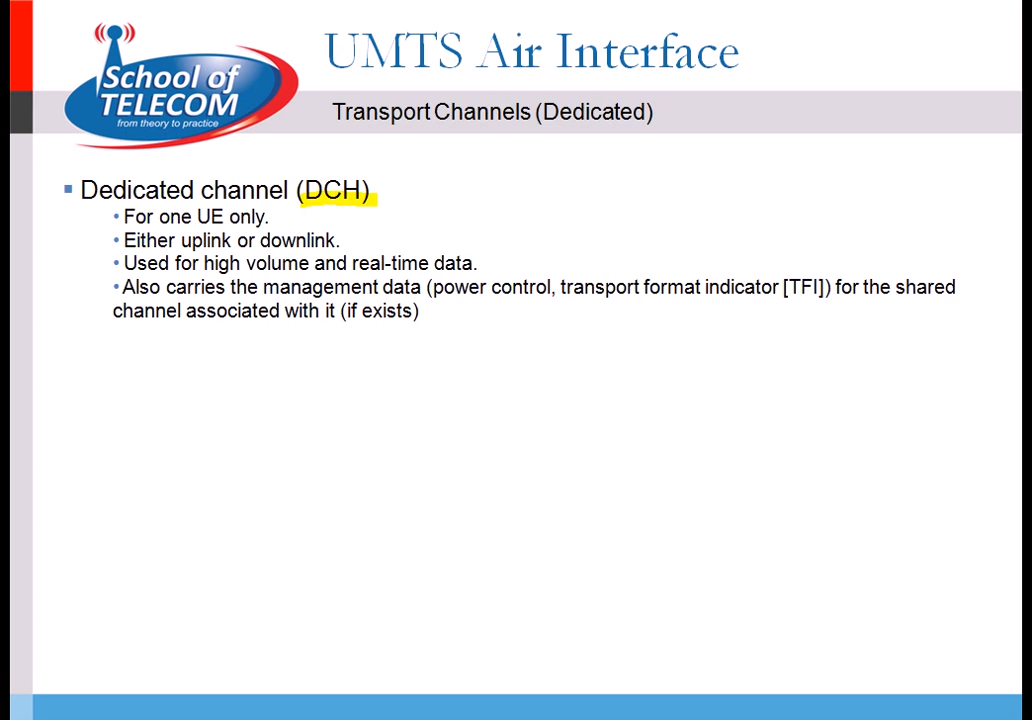 School of
TELECOM
from theory to practice
UMTS Air Interface
Transport Channels (Dedicated)
▪ Dedicated channel (DCH)
• For one UE only.
• Either uplink or downlink.
• Used for high volume and real-time data.
• Also carries the management data (power control, transport format indicator [TFI]) for the shared
channel associated with it (if exists)